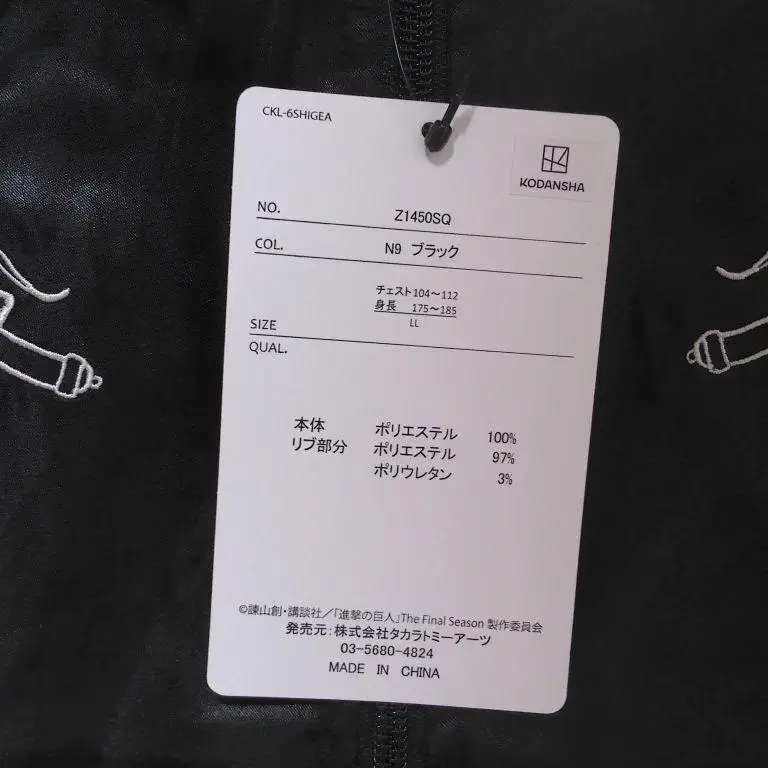 CKL-6SHIGEA
KODANSHA
NO. Z1450SQ
COL. N9 ブラック
チェスト104～112
身長 175～185
SIZE LL
QUAL.
本体 ポリエステル 100%
リブ部分 ポリエステル 97%
ポリウレタン 3%
©諫山創・講談社／「進撃の巨人」The Final Season 製作委員会
発売元：株式会社タカラトミーアーツ
03-5680-4824
MADE IN CHINA